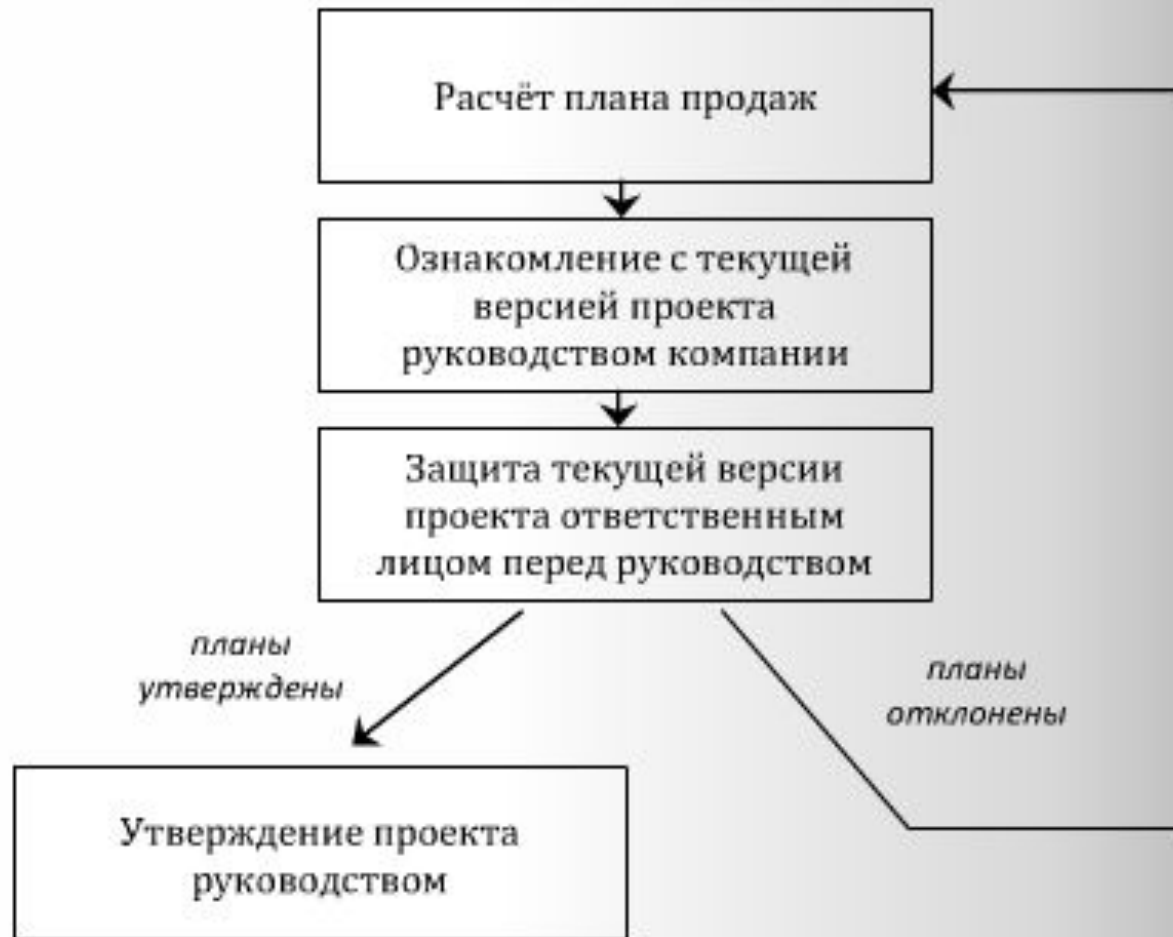 Расчёт плана продаж
Ознакомление с текущей
версией проекта
руководством компании
Защита текущей версии
проекта ответственным
лицом перед руководством
планы
утверждены
планы
отклонены
Утверждение проекта
руководством